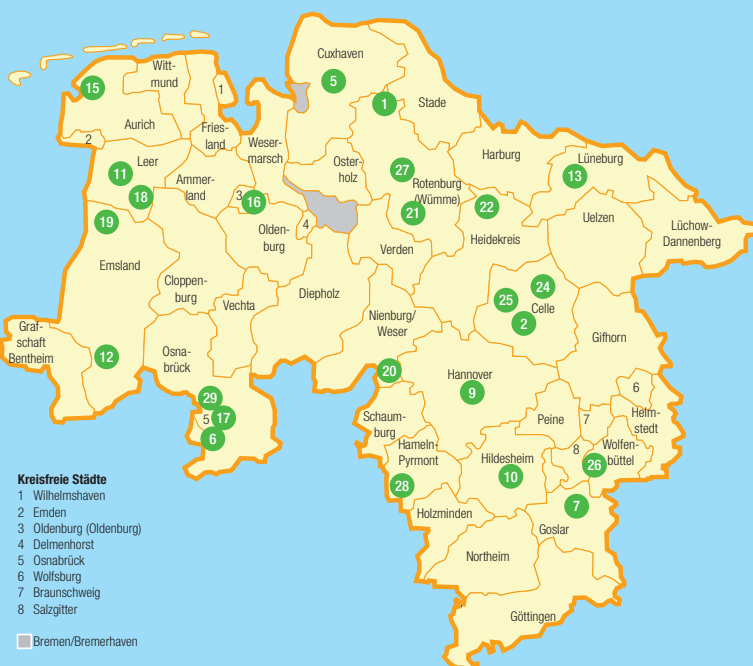 Cuxhaven
5
Witt-
mund
15
1
1
Stade
Aurich
Fries-
land
2
Weser-
marsch
Harburg
Lüneburg
13
Leer
11
18
Oster-
holz
27
Rotenburg
(Wümme)
21
22
Ammer-
land
3
16
19
4
Olden-
burg
Uelzen
Lüchow-
Dannenberg
Verden
Heidekreis
Emsland
Cloppen-
burg
Vechta
Diepholz
24
25
Celle
2
Nienburg/
Weser
Gifhorn
Graf-
schaft
Bentheim
12
Osna-
brück
20
Hannover
9
6
29
5
17
6
Schaum-
burg
Peine
7
Helm-
stedt
Hameln-
Pyrmont
Hildesheim
10
8
Wolfen-
büttel
26
28
Holzminden
7
Goslar
Northeim
Göttingen
Kreisfreie Städte
1 Wilhelmshaven
2 Emden
3 Oldenburg (Oldenburg)
4 Delmenhorst
5 Osnabrück
6 Wolfsburg
7 Braunschweig
8 Salzgitter
Bremen/Bremerhaven